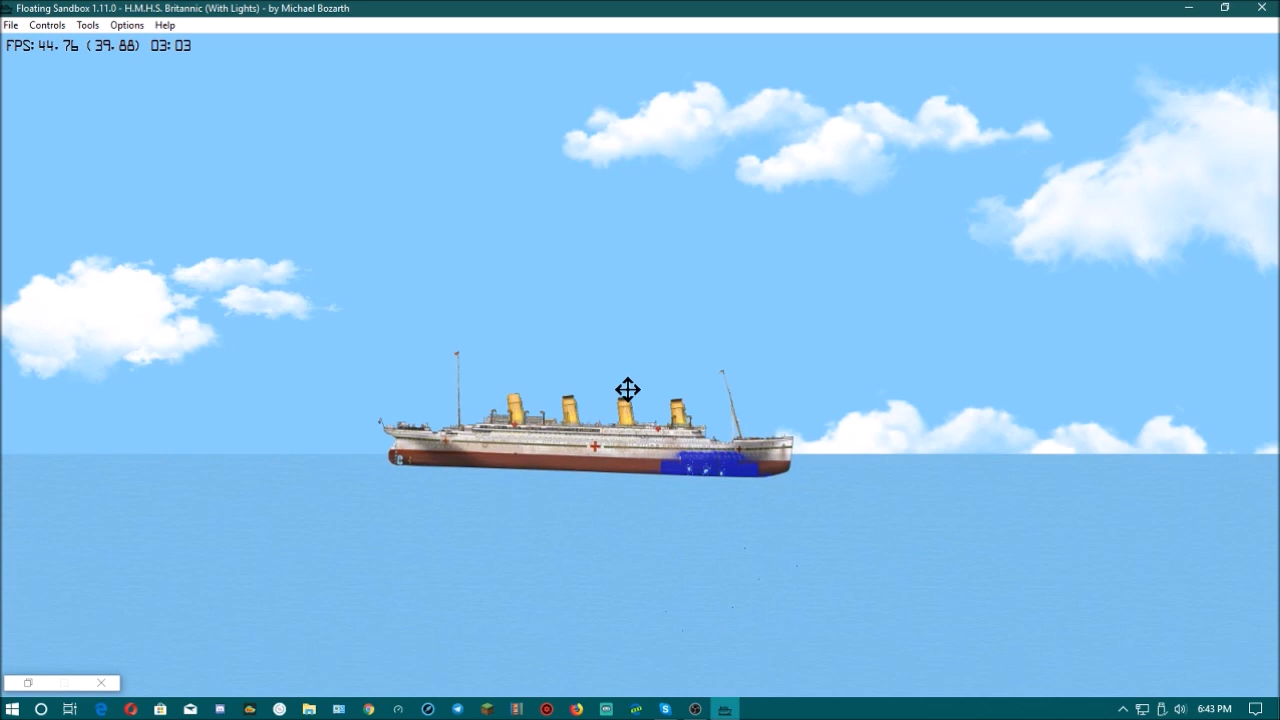 Floating Sandbox 1.11.0 - H.M.H.S. Britannic (With Lights) - by Michael Bozarth
File Controls Tools Options Help
FPS: 44.76 (39.88) 03:03
6:43 PM